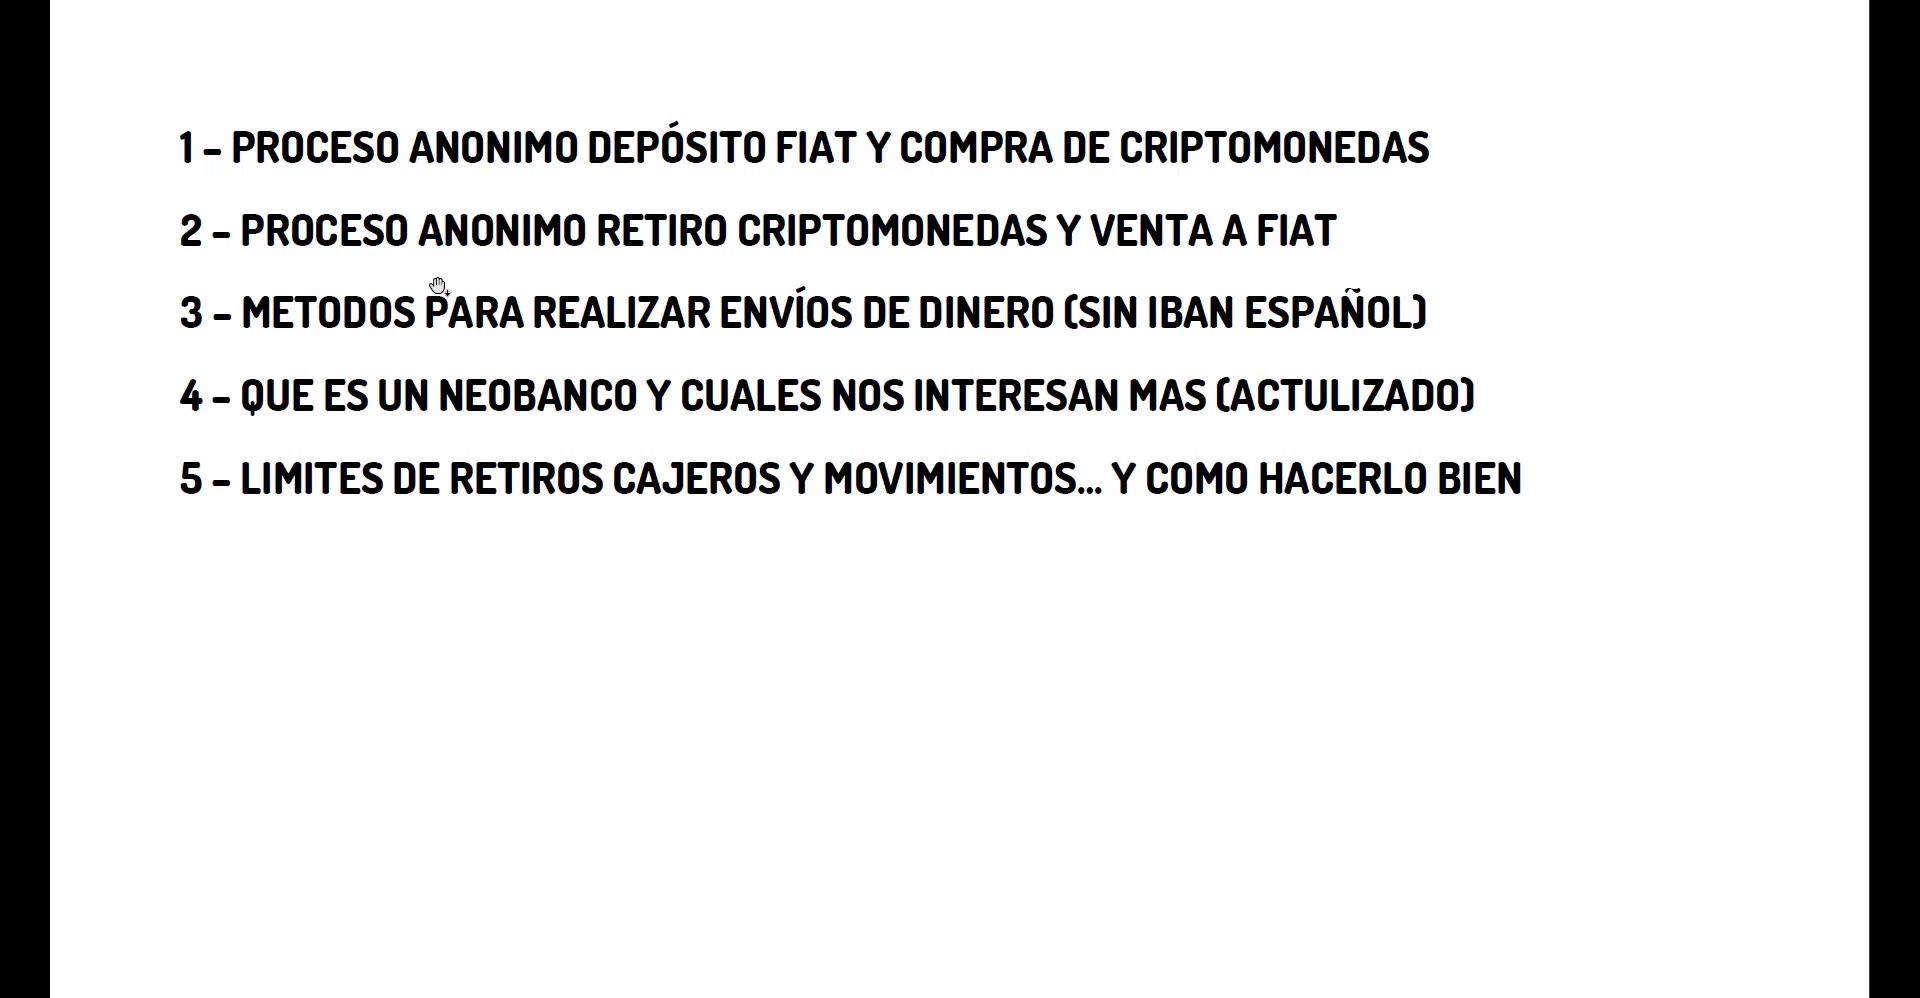 1 – PROCESO ANONIMO DEPÓSITO FIAT Y COMPRA DE CRIPTOMONEDAS
2 – PROCESO ANONIMO RETIRO CRIPTOMONEDAS Y VENTA A FIAT
3 – METODOS PARA REALIZAR ENVÍOS DE DINERO (SIN IBAN ESPAÑOL)
4 – QUE ES UN NEOBANCO Y CUALES NOS INTERESAN MAS (ACTULIZADO)
5 – LIMITES DE RETIROS CAJEROS Y MOVIMIENTOS... Y COMO HACERLO BIEN